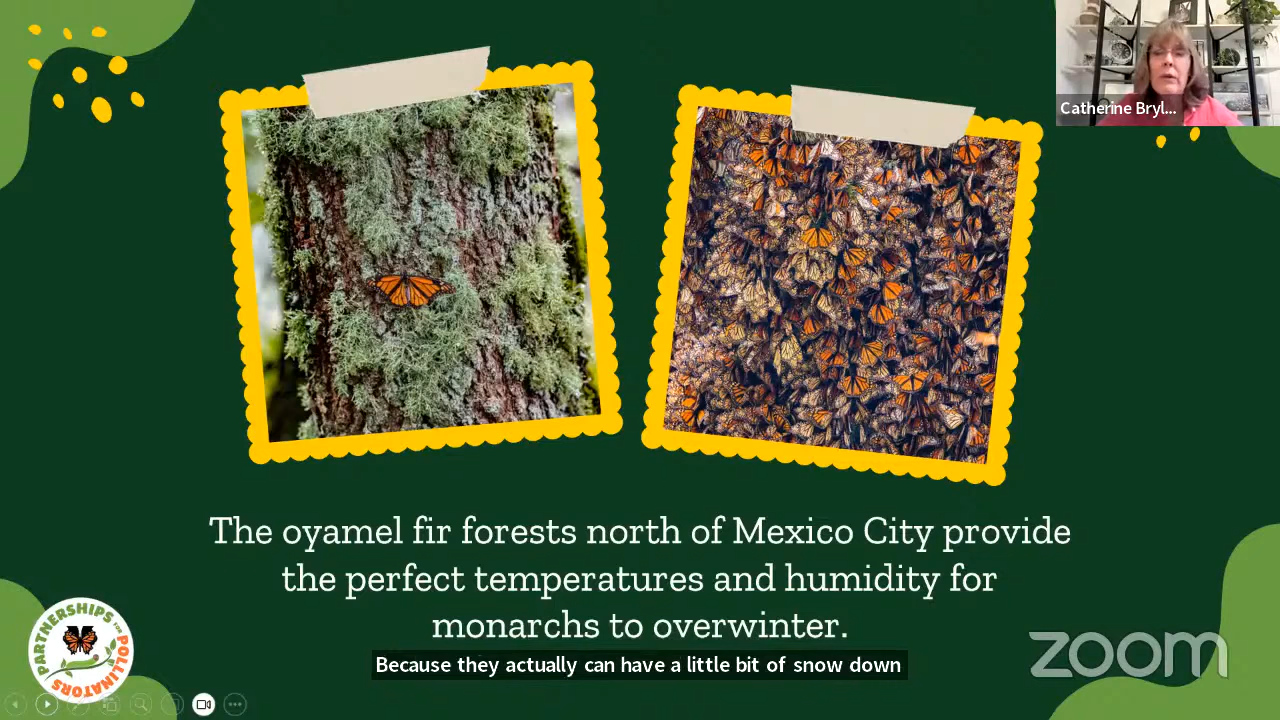 Catherine Bryl...
The oyamel fir forests north of Mexico City provide
the perfect temperatures and humidity for
monarchs to overwinter.
Because they actually can have a little bit of snow down
PARTNERSHIPS FOR POLLINATORS
zoom